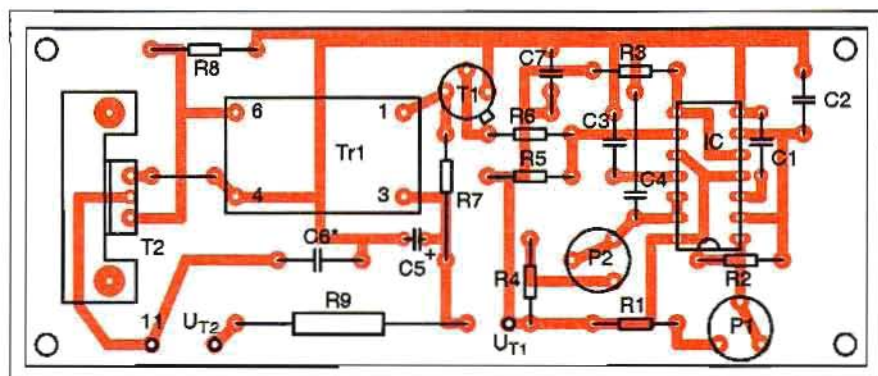 R8
C7
R3
T1
C2
6
1
R6
C3
IC
C1
Tr1
R5
4
3
R7
C4
T2
C6*
C5
+
P2
R4
R2
11
UT2
R9
UT1
R1
P1